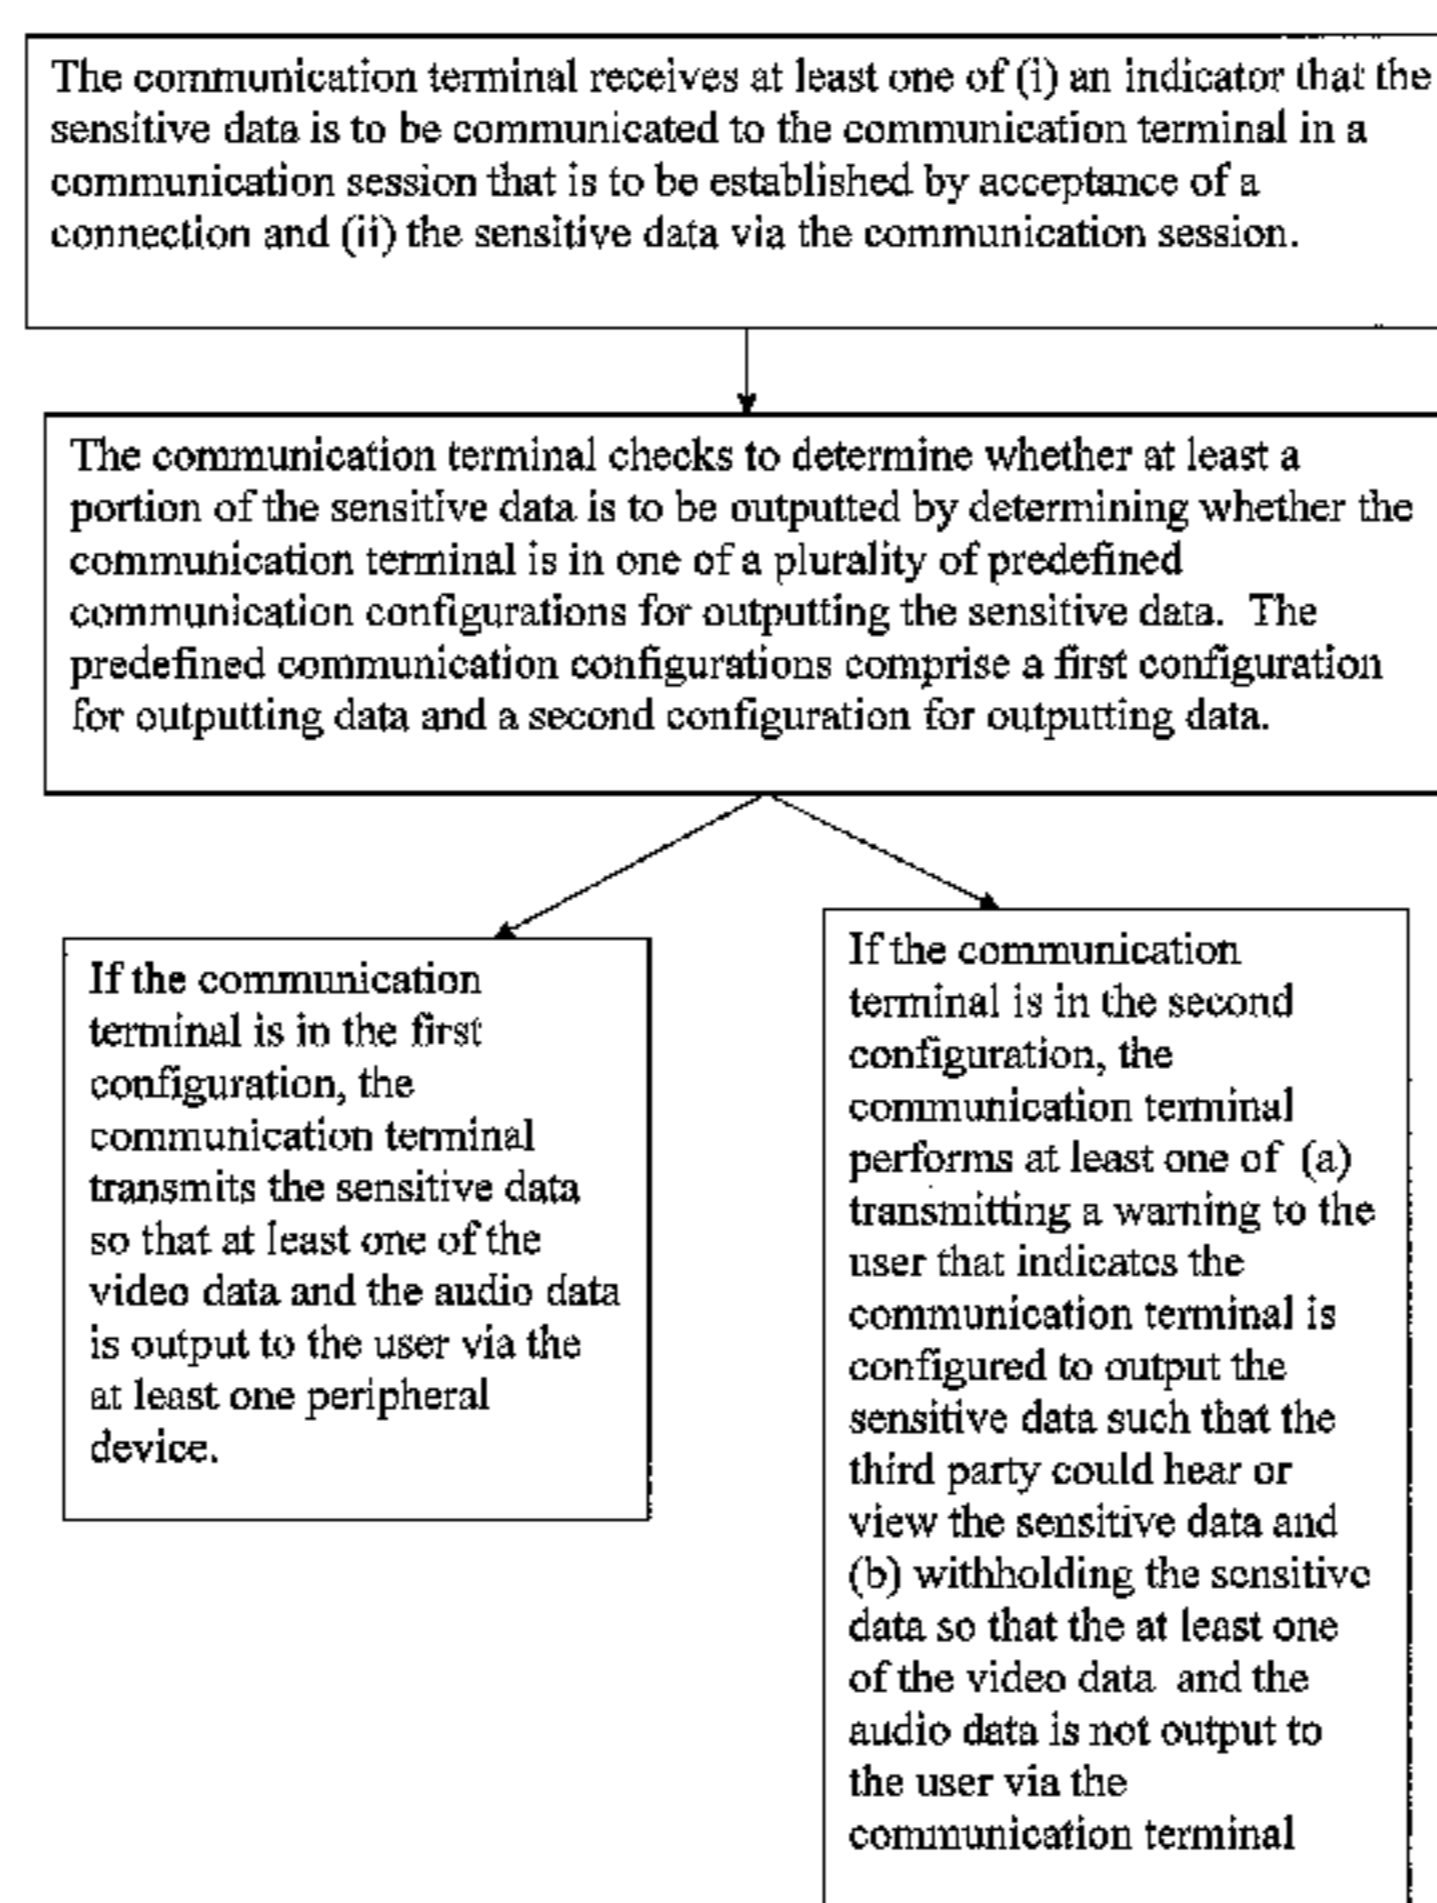 The communication terminal receives at least one of (i) an indicator that the
sensitive data is to be communicated to the communication terminal in a
communication session that is to be established by acceptance of a
connection and (ii) the sensitive data via the communication session.
The communication terminal checks to determine whether at least a
portion of the sensitive data is to be outputted by determining whether the
communication terminal is in one of a plurality of predefined
communication configurations for outputting the sensitive data.  The
predefined communication configurations comprise a first configuration
for outputting data and a second configuration for outputting data.
If the communication
terminal is in the first
configuration, the
communication terminal
transmits the sensitive data
so that at least one of the
video data and the audio data
is output to the user via the
at least one peripheral
device.
If the communication
terminal is in the second
configuration, the
communication terminal
performs at least one of  (a)
transmitting a warning to the
user that indicates the
communication terminal is
configured to output the
sensitive data such that the
third party could hear or
view the sensitive data and
(b) withholding the sensitive
data so that the at least one
of the video data  and the
audio data is not output to
the user via the
communication terminal